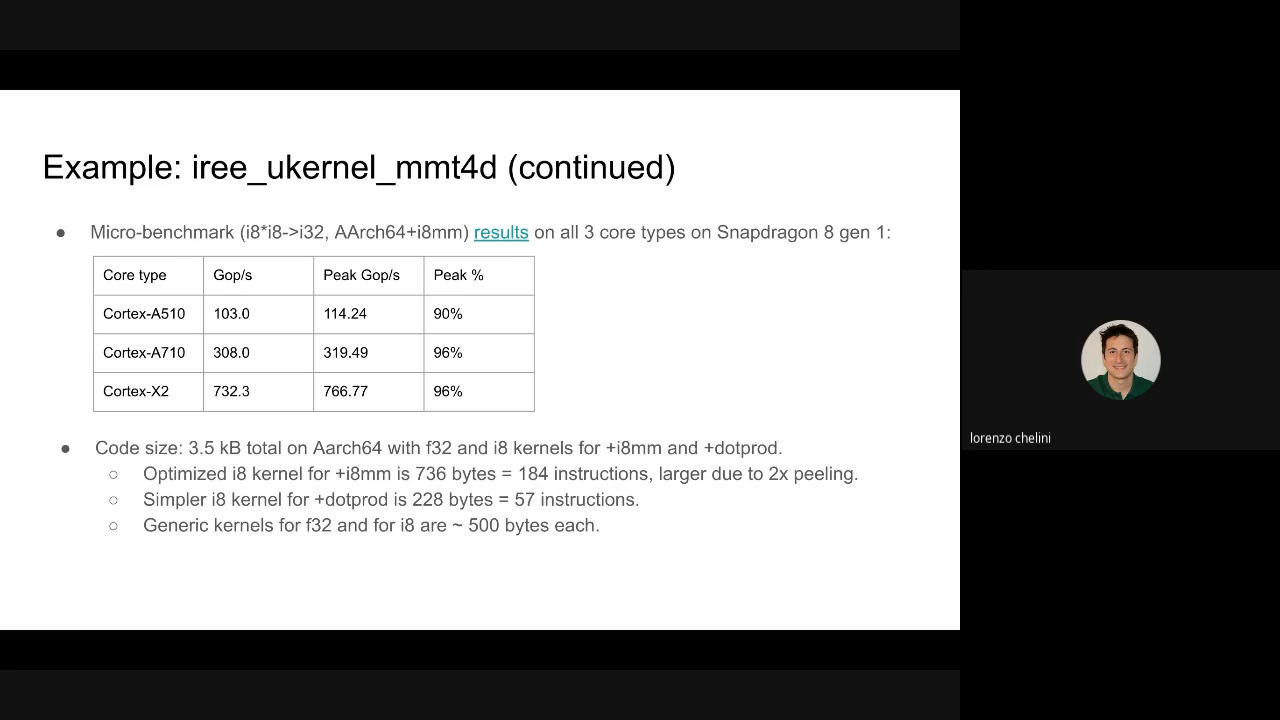 Example: iree_ukernel_mmt4d (continued)
● Micro-benchmark (i8*i8->i32, AArch64+i8mm) results on all 3 core types on Snapdragon 8 gen 1:
Core type Gop/s Peak Gop/s Peak %
Cortex-A510 103.0 114.24 90%
Cortex-A710 308.0 319.49 96%
Cortex-X2 732.3 766.77 96%
● Code size: 3.5 kB total on Aarch64 with f32 and i8 kernels for +i8mm and +dotprod.
○ Optimized i8 kernel for +i8mm is 736 bytes = 184 instructions, larger due to 2x peeling.
○ Simpler i8 kernel for +dotprod is 228 bytes = 57 instructions.
○ Generic kernels for f32 and for i8 are ~ 500 bytes each.
lorenzo chelini